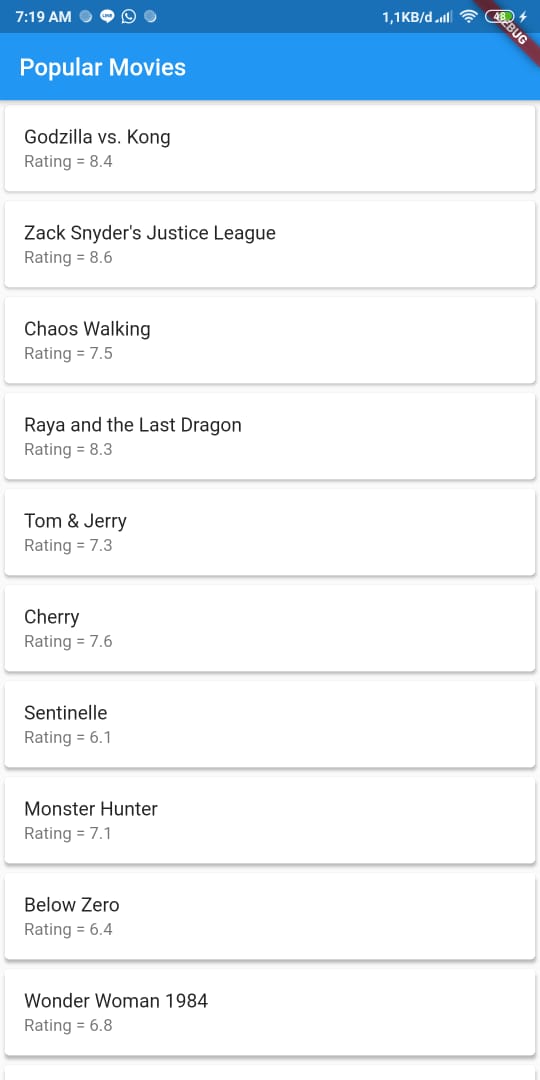 7:19 AM
1,1KB/d
48
DEBUG
Popular Movies
Godzilla vs. Kong
Rating = 8.4
Zack Snyder's Justice League
Rating = 8.6
Chaos Walking
Rating = 7.5
Raya and the Last Dragon
Rating = 8.3
Tom & Jerry
Rating = 7.3
Cherry
Rating = 7.6
Sentinelle
Rating = 6.1
Monster Hunter
Rating = 7.1
Below Zero
Rating = 6.4
Wonder Woman 1984
Rating = 6.8